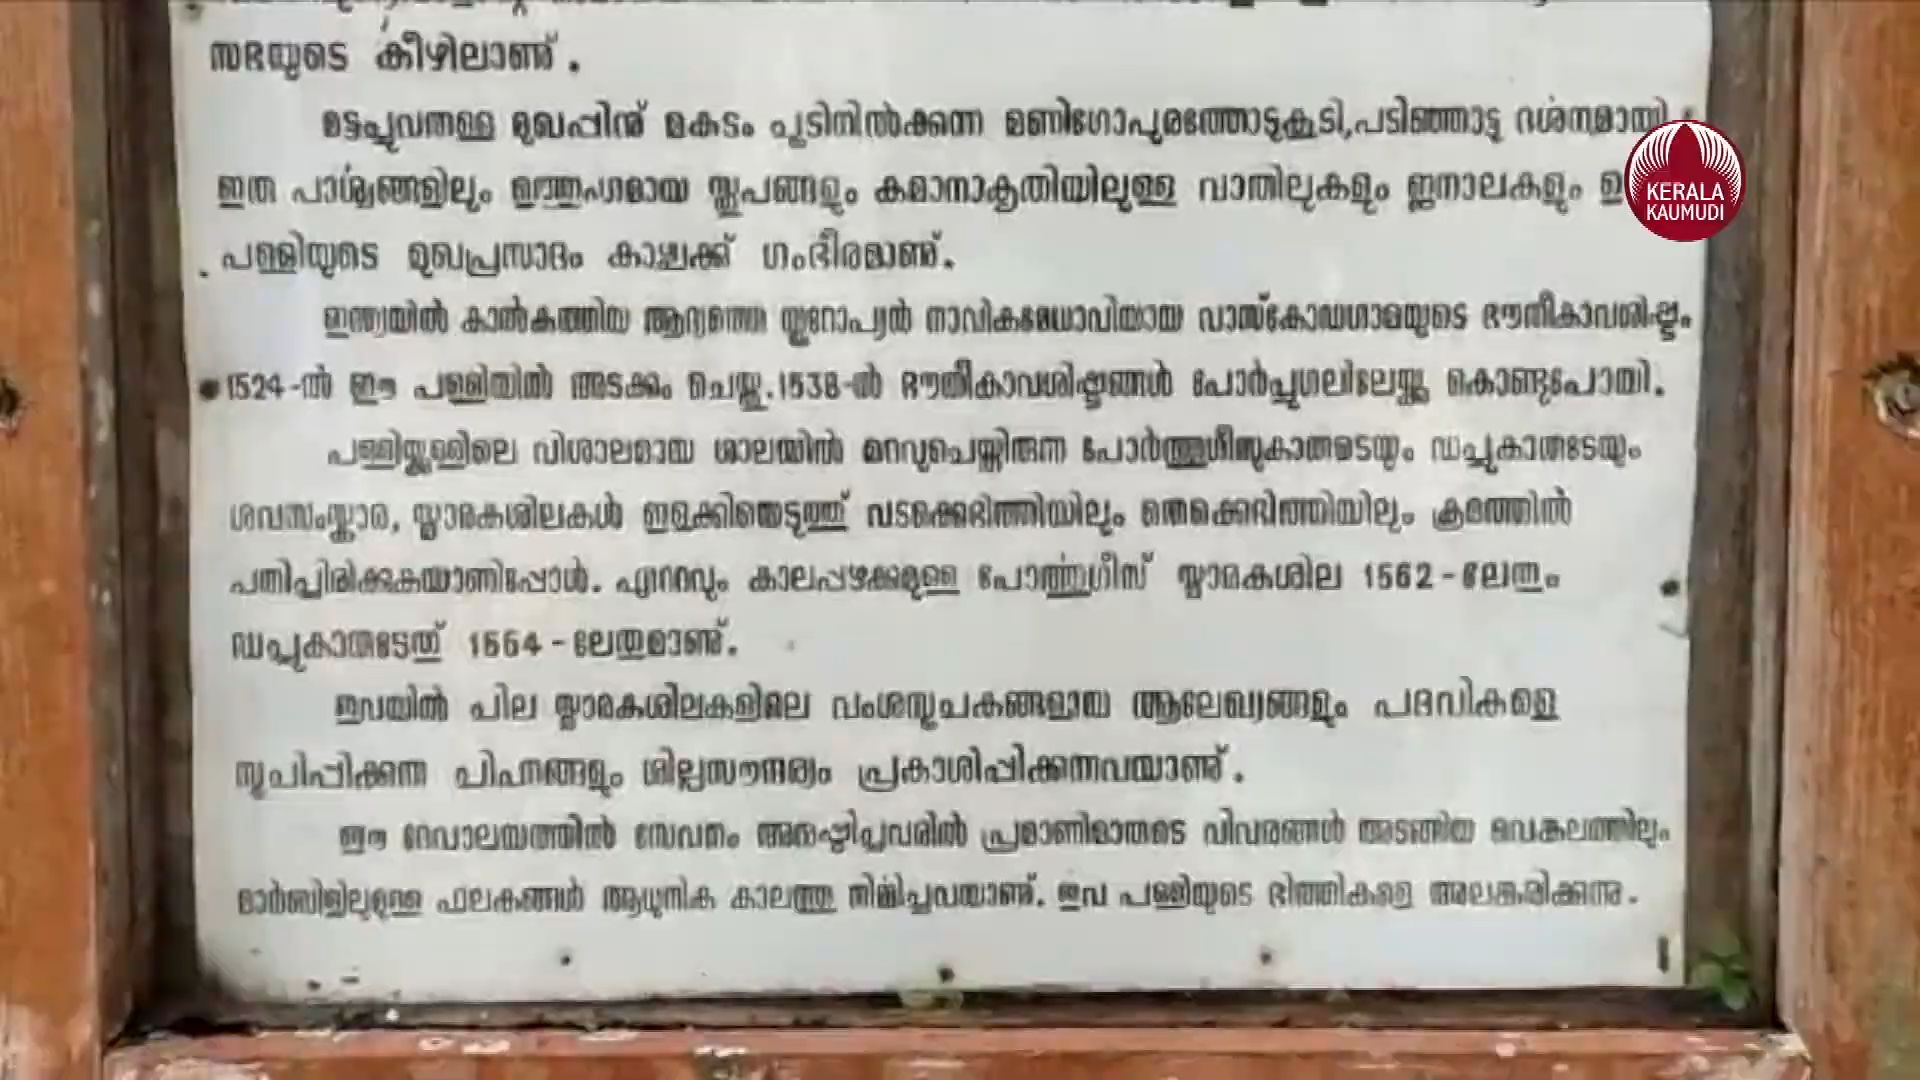 സഭയുടെ കീഴിലാണ്.
മട്ടപ്പൂവതുള്ള മുഖപ്പിന്മേൽ മകുടം ചൂടിനിൽക്കുന്ന മണിഗോപുരത്തോടുകൂടി, പടിഞ്ഞാട്ടു ദർശനമായി
ഇരു പാർശ്വങ്ങളിലും ഉത്തുംഗമായ സ്തൂപങ്ങളും കമാനാകൃതിയിലുള്ള വാതിലുകളും ജനാലകളും
പള്ളിയുടെ മുഖപ്രസാദം കാഴ്ചക്ക് ഗംഭീരമാണ്.
ഇന്ത്യയിൽ കാൽകുത്തിയ ആദ്യത്തെ യൂറോപ്യൻ നാവികമേധാവിയായ വാസ്കോഡഗാമയുടെ ഭൗതീകാവശിഷ്ടം
1524-ൽ ഈ പള്ളിയിൽ അടക്കം ചെയ്തു. 1538-ൽ ഭൗതീകാവശിഷ്ടങ്ങൾ പോർച്ചുഗലിലേയ്ക്കു കൊണ്ടുപോയി.
പള്ളിയ്ക്കുള്ളിലെ വിശാലമായ ശാലയിൽ മറവുചെയ്തിരുന്ന പോർത്തുഗീസുകാരുടേയും ഡച്ചുകാരുടേയും
ശവസംസ്കാര, സ്മാരകശിലകൾ ഇളക്കിയെടുത്ത് വടക്കെഭിത്തിയിലും തെക്കെഭിത്തിയിലും ക്രമത്തിൽ
പതിച്ചിരിക്കുകയാണിപ്പോൾ. ഏററവും കാലപ്പഴക്കമുള്ള പോർത്തുഗീസ് സ്മാരകശില 1562-ലേതും
ഡച്ചുകാരുടേത് 1664-ലേതുമാണ്.
ഇവയിൽ ചില സ്മാരകശിലകളിലെ വംശസൂചകങ്ങളായ ആലേഖ്യങ്ങളും പദവികളെ
സൂചിപ്പിക്കുന്ന ചിഹ്നങ്ങളും ശില്പസൗന്ദര്യം പ്രകാശിപ്പിക്കുന്നവയാണ്.
ഈ ദേവാലയത്തിൽ സേവനം അനുഷ്ഠിച്ചവരിൽ പ്രമാണിമാരുടെ വിവരങ്ങൾ അടങ്ങിയ
മാർബിളിലുള്ള ഫലകങ്ങൾ ആധുനിക കാലത്തു നിർമ്മിച്ചവയാണ്. ഇവ പള്ളിയുടെ ഭിത്തികളെ അലങ്കരിക്കുന്നു.
KERALA
KAUMUDI